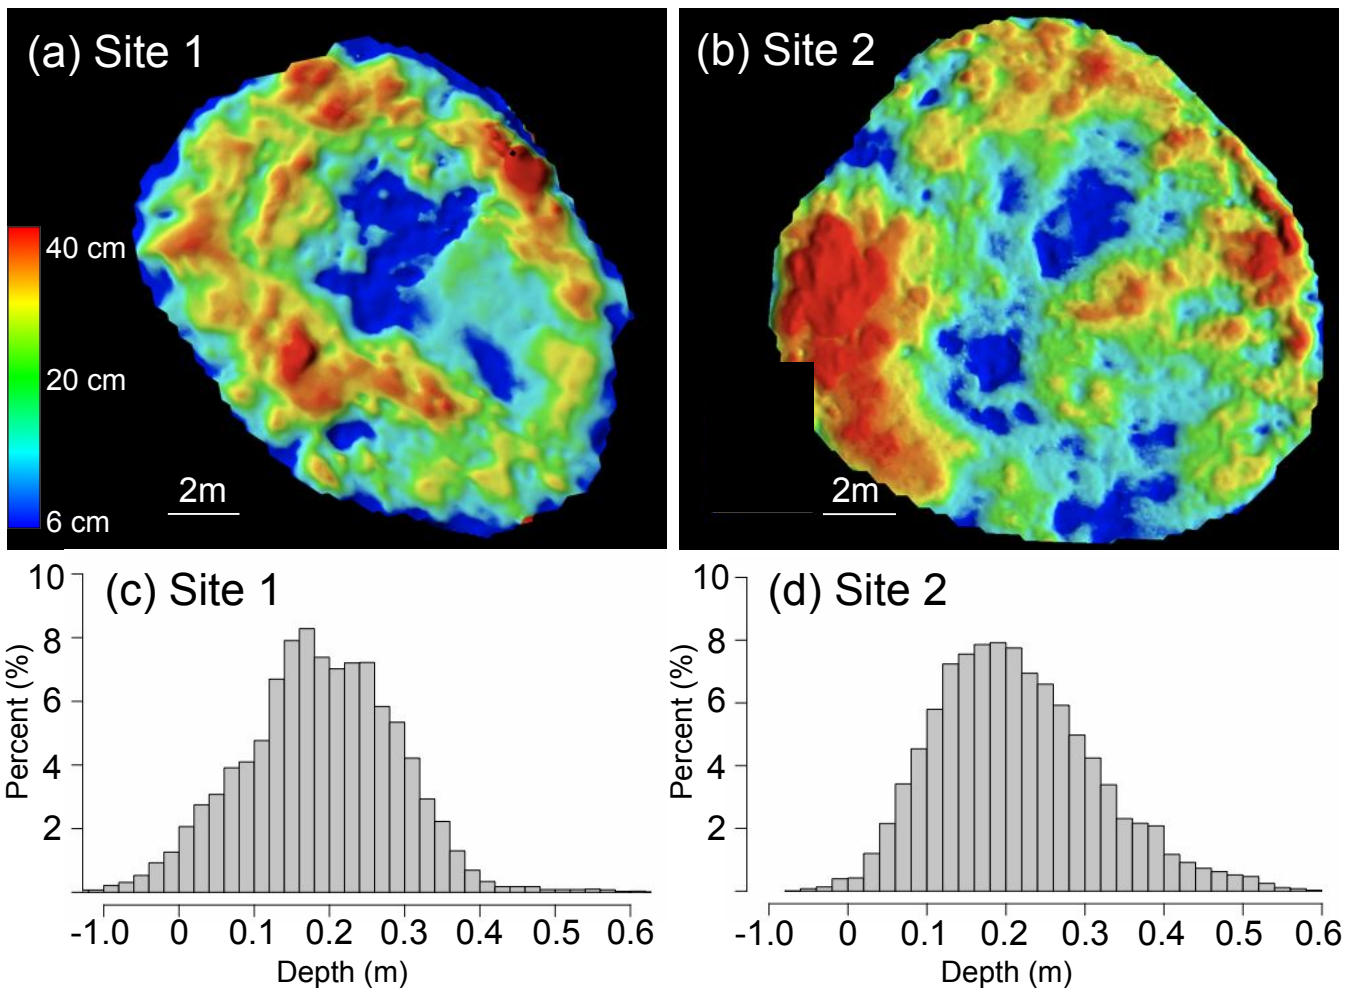 (a) Site 1
(b) Site 2
40 cm
20 cm
6 cm
2m
2m
(c) Site 1
10
8
6
4
2
Percent (%)
-1.0 0 0.1 0.2 0.3 0.4 0.5 0.6
Depth (m)
(d) Site 2
10
8
6
4
2
Percent (%)
-1.0 0 0.1 0.2 0.3 0.4 0.5 0.6
Depth (m)